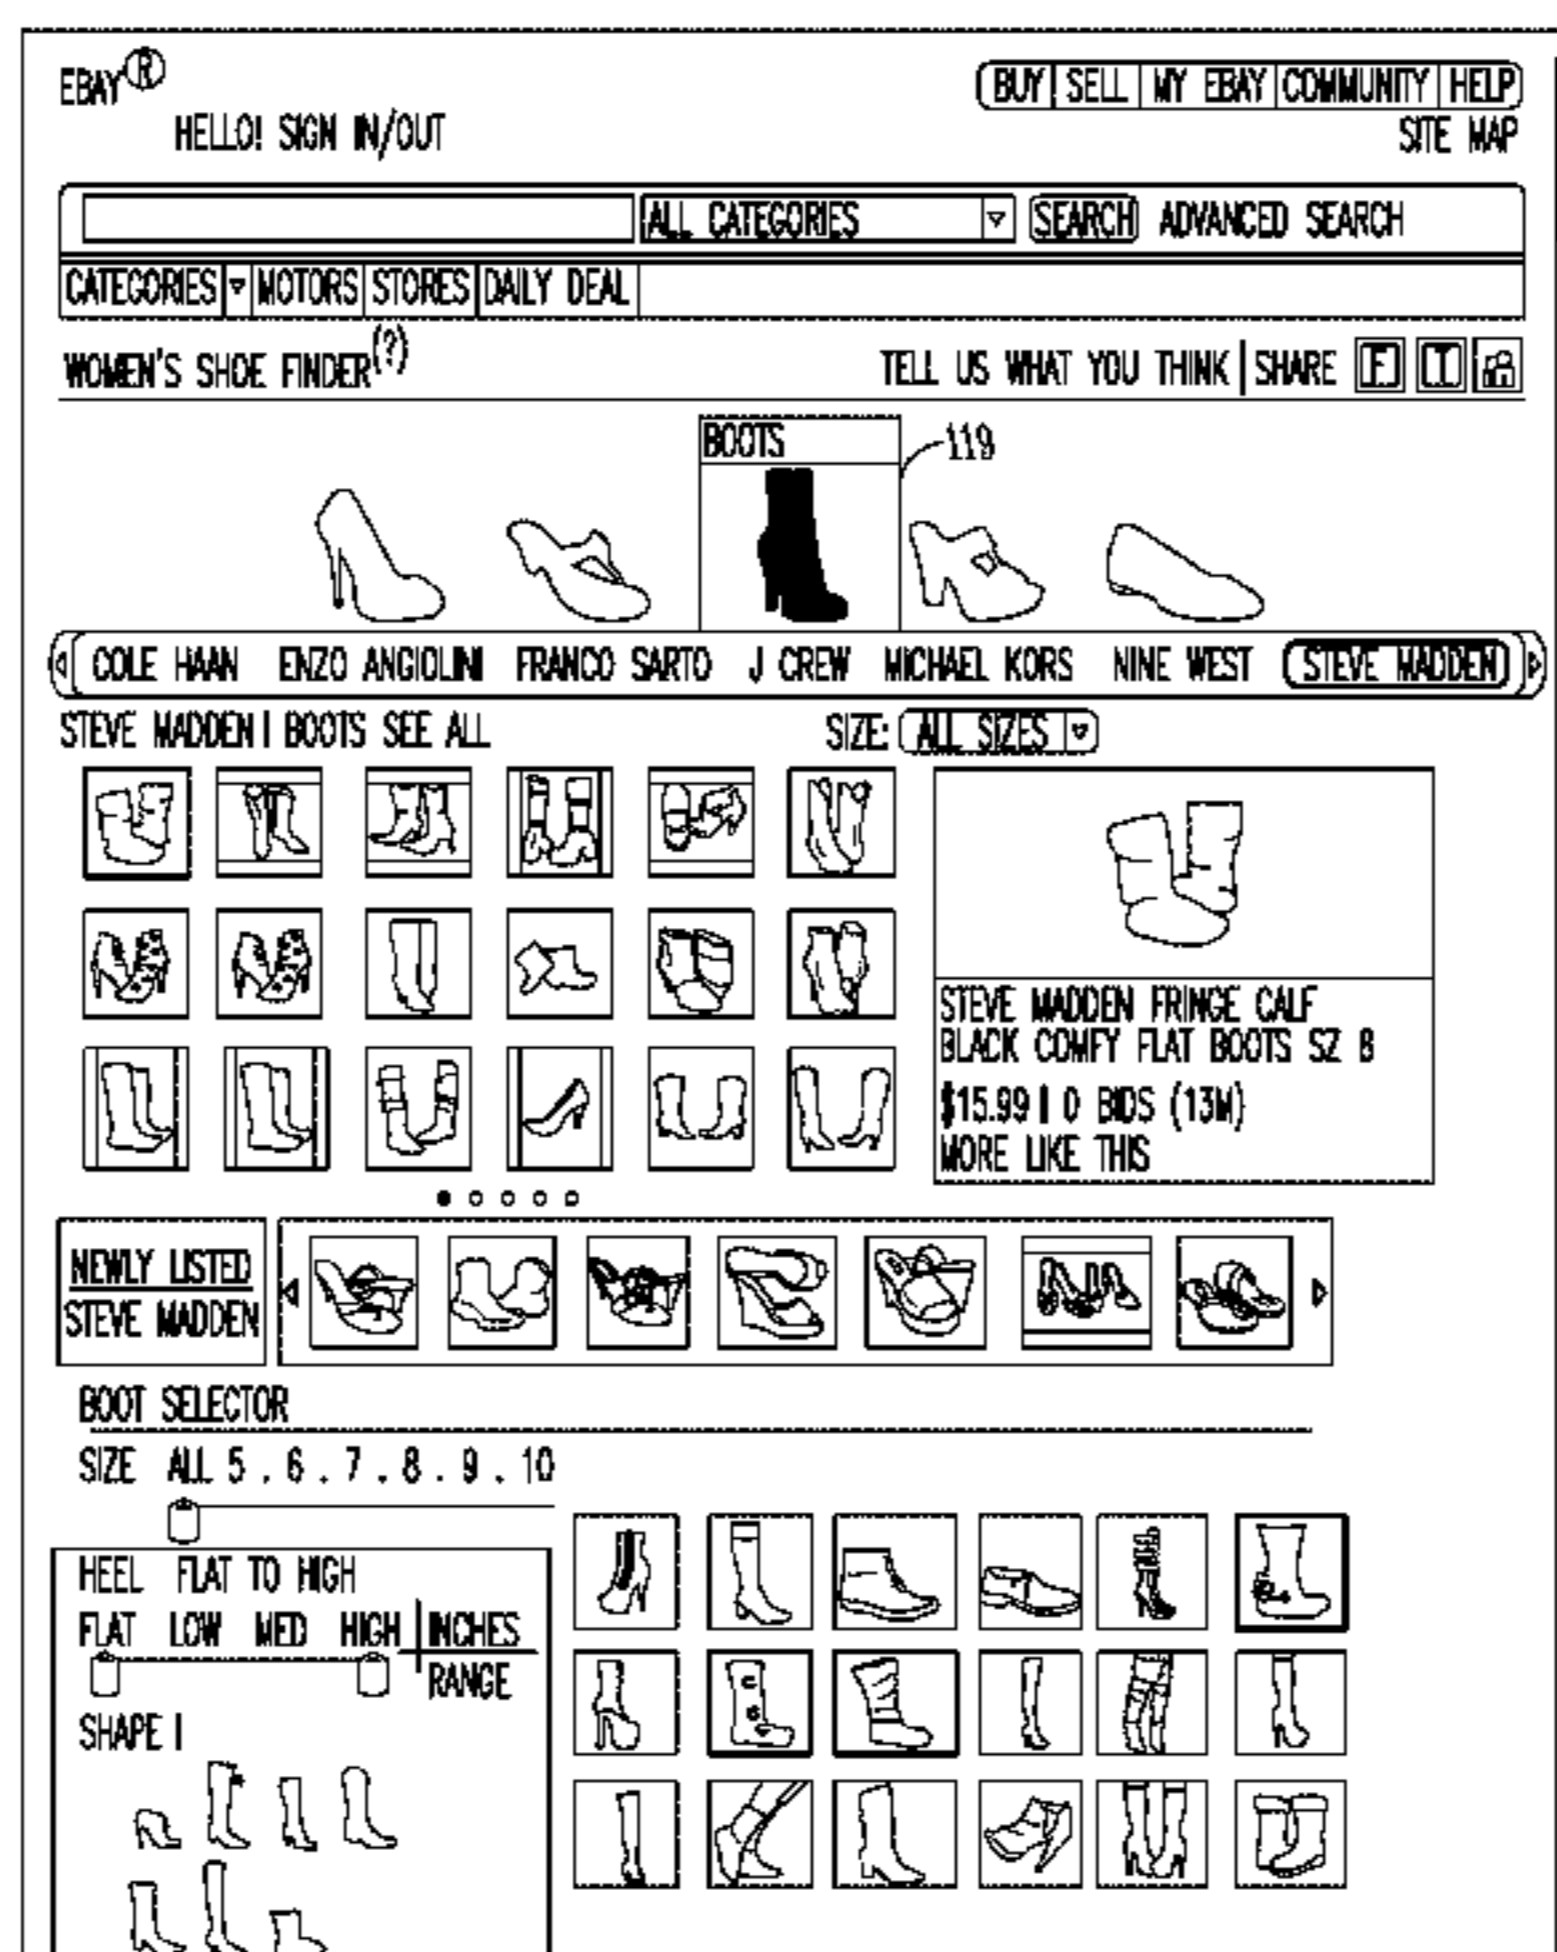 EBAY®
BUY SELL MY EBAY COMMUNITY HELP
HELLO! SIGN IN/OUT
SITE MAP
ALL CATEGORIES SEARCH ADVANCED SEARCH
CATEGORIES MOTORS STORES DAILY DEAL
WOMEN'S SHOE FINDER(?)
TELL US WHAT YOU THINK | SHARE F T
BOOTS
119
COLE HAAN ENZO ANGIOLINI FRANCO SARTO J CREW MICHAEL KORS NINE WEST STEVE MADDEN
STEVE MADDEN | BOOTS SEE ALL
SIZE: ALL SIZES
STEVE MADDEN FRINGE CALF
BLACK COMFY FLAT BOOTS SZ 8
$15.99 | 0 BIDS (13M)
MORE LIKE THIS
NEWLY LISTED
STEVE MADDEN
BOOT SELECTOR
SIZE ALL 5 . 6 . 7 . 8 . 9 . 10
HEEL FLAT TO HIGH
FLAT LOW MED HIGH INCHES
RANGE
SHAPE |